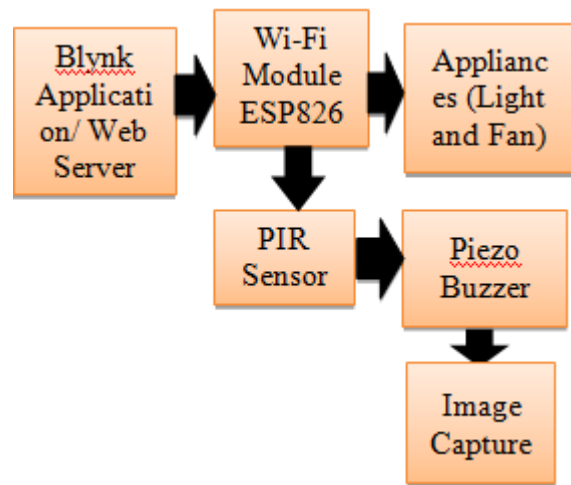 Blynk
Applicati
on/ Web
Server
Wi-Fi
Module
ESP826
Applianc
es (Light
and Fan)
PIR
Sensor
Piezo
Buzzer
Image
Capture